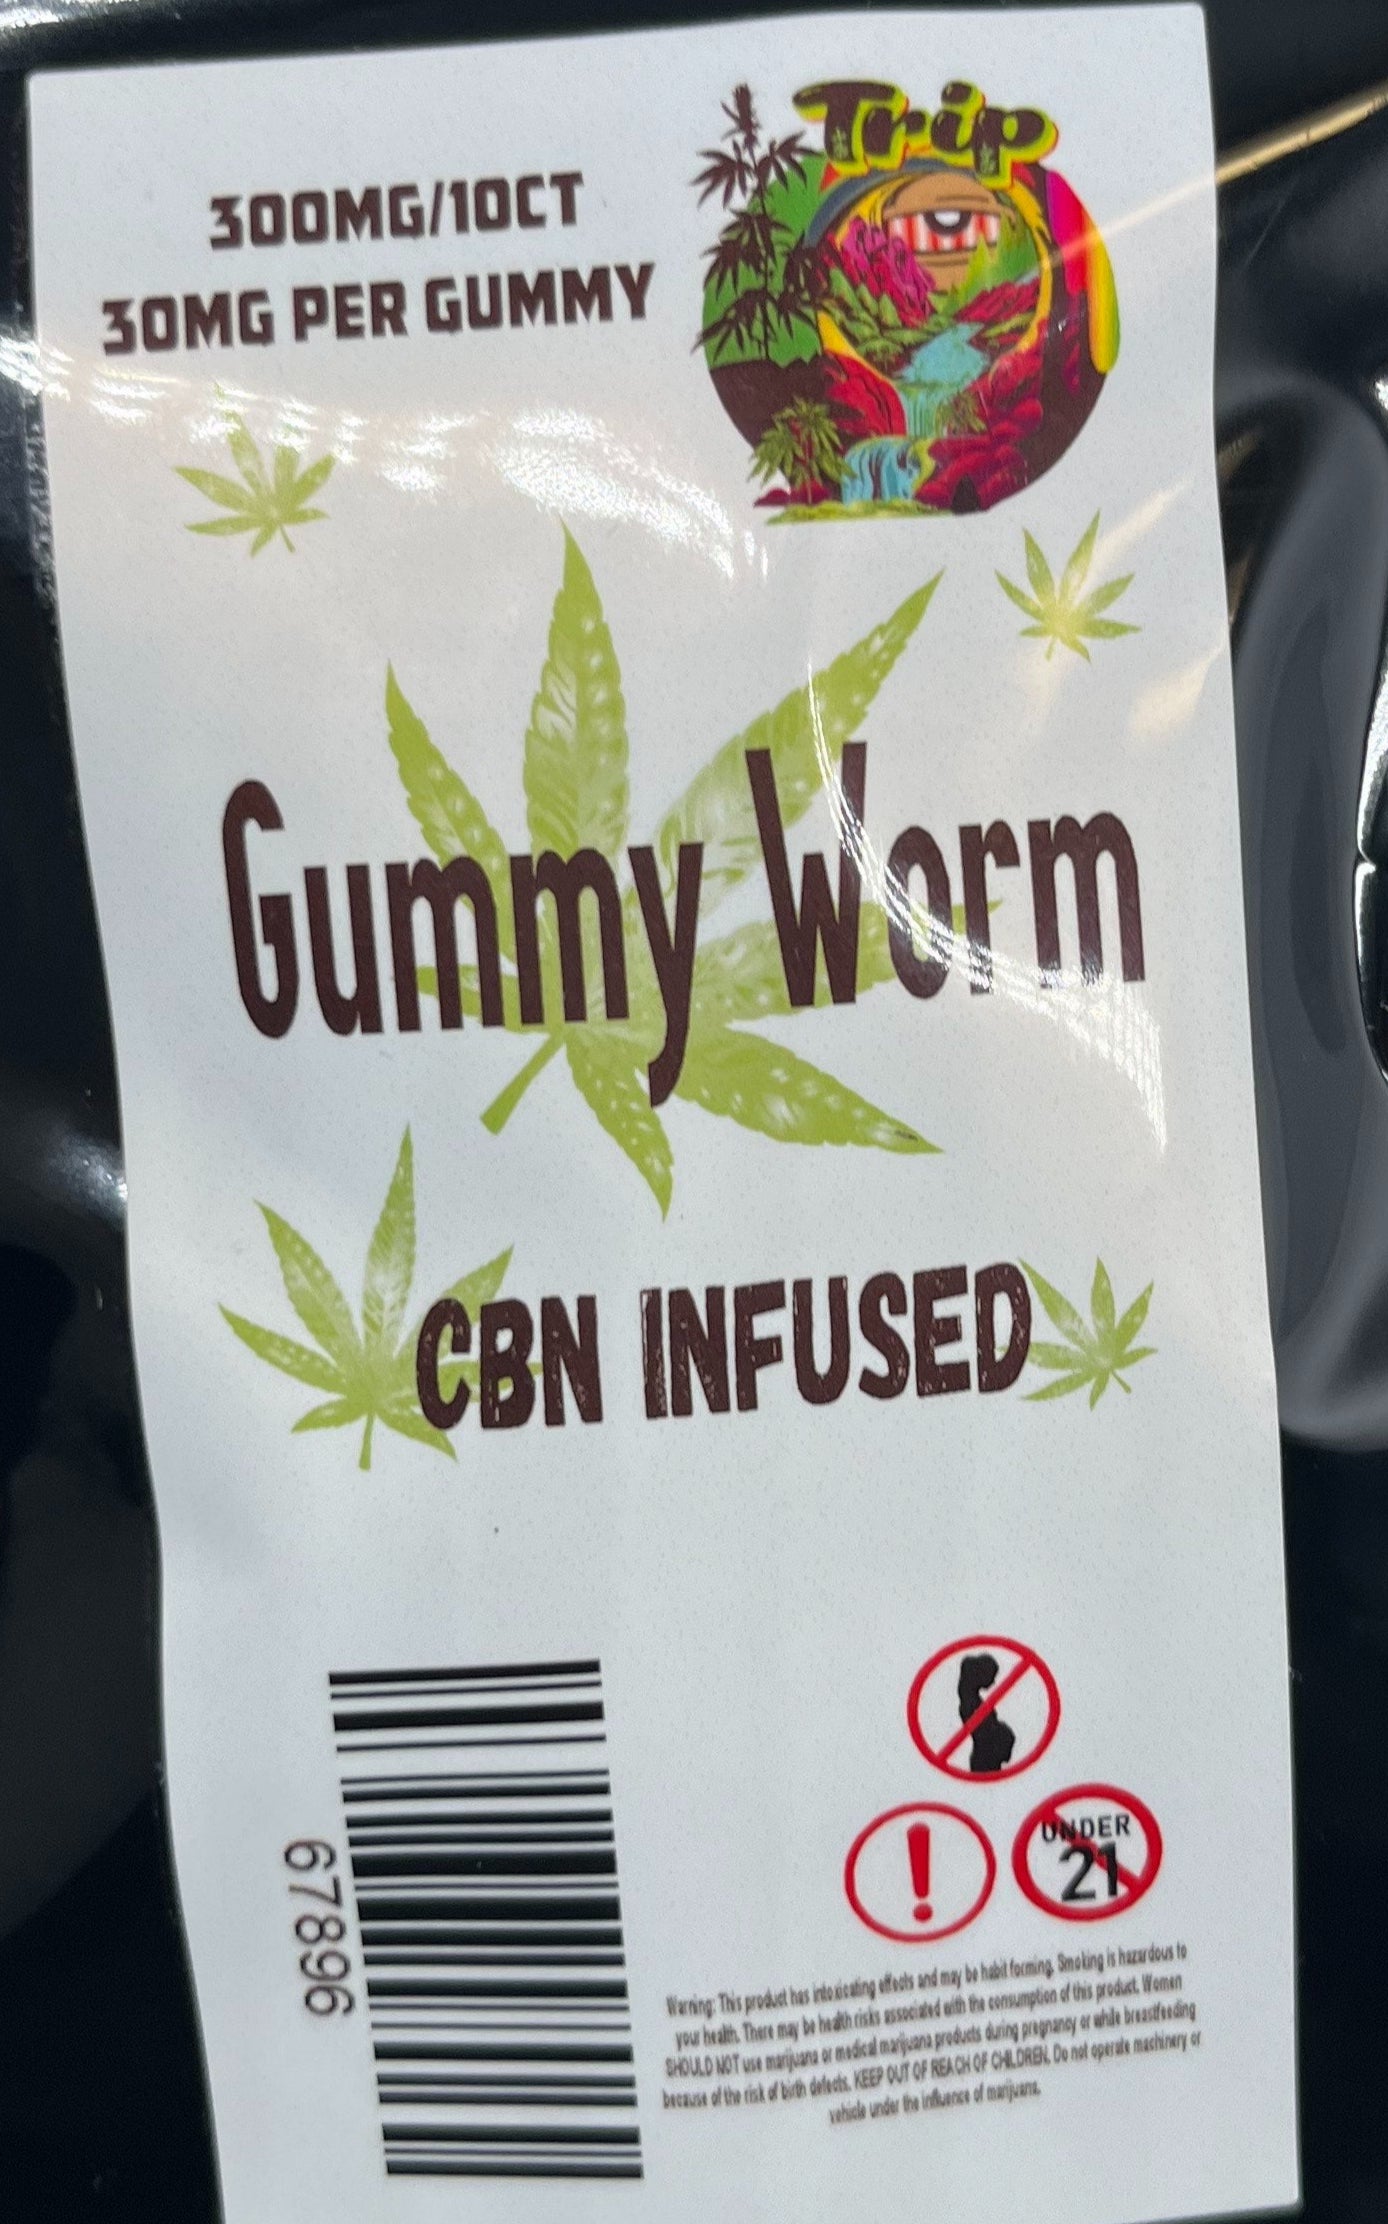 Trip
300MG/10CT
30MG PER GUMMY
Gummy Worm
CBN INFUSED
67896
UNDER
21
Warning: This product has intoxicating effects and may be habit forming. Smoking is hazardous to
your health. There may be health risks associated with the consumption of this product. Women
SHOULD NOT use marijuana or medical marijuana products during pregnancy or while breastfeeding
because of the risk of birth defects. KEEP OUT OF REACH OF CHILDREN. Do not operate machinery or
vehicle under the influence of marijuana.